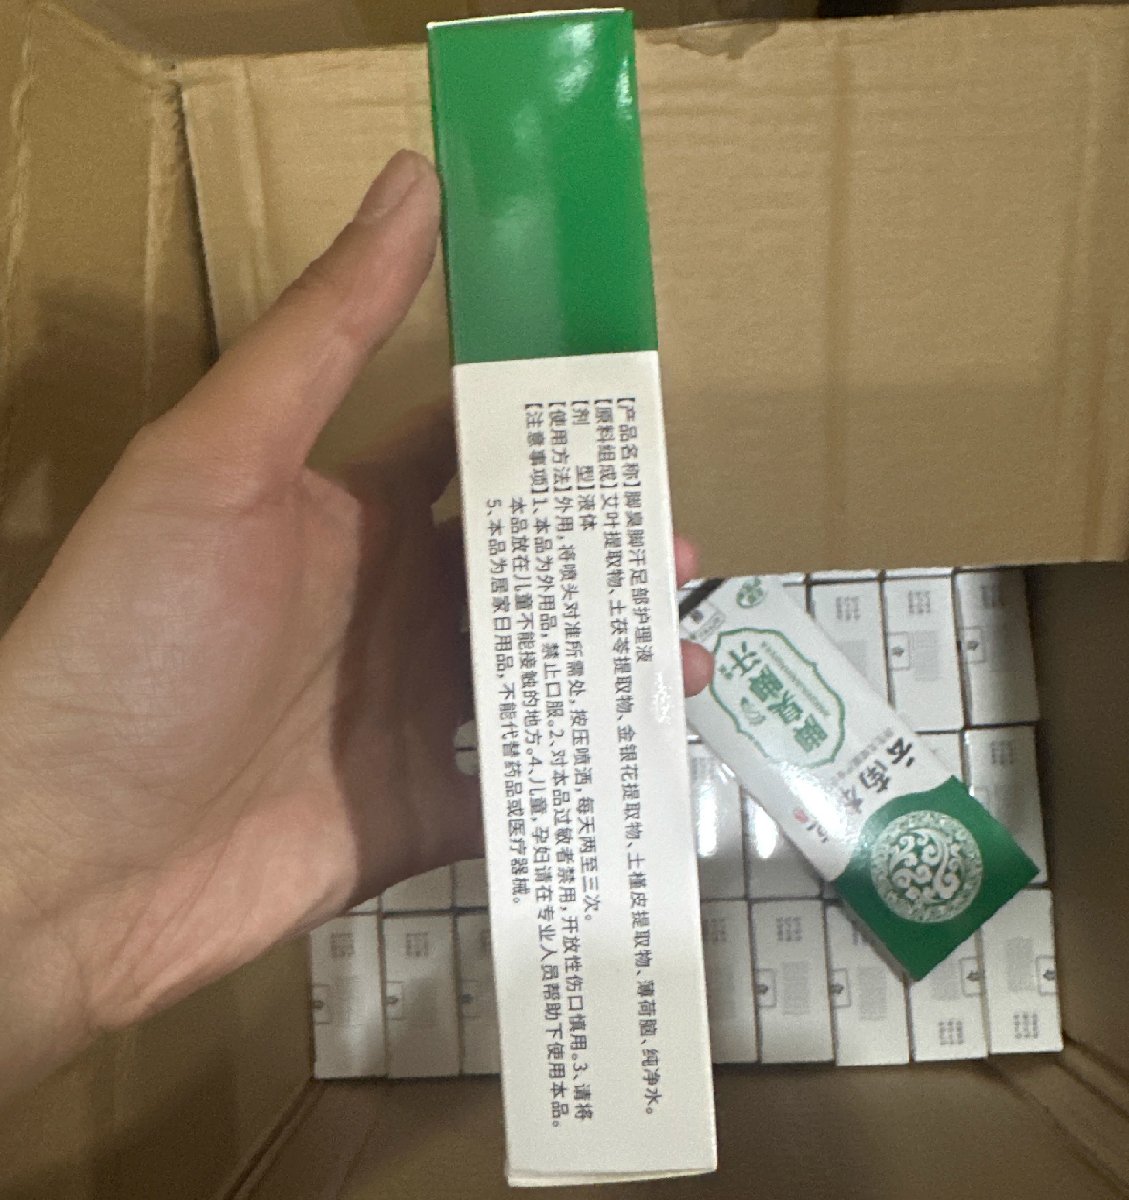 【产品名称】脚臭脚汗足部护理液
【原料组成】艾叶提取物、土茯苓提取物、金银花提取物、土槿皮提取物、薄荷脑、纯净水。
【剂 型】液体
【使用方法】外用,将喷头对准所需处,按压喷洒,每天两至三次。
【注意事项】1、本品为外用品,禁止口服。2、对本品过敏者禁用,开放性伤口慎用。3、请将
本品放在儿童不能接触的地方。4、儿童,孕妇请在专业人员帮助下使用本品。
5、本品为居家日用品,不能代替药品或医疗器械。
云南本
脚臭脚汗